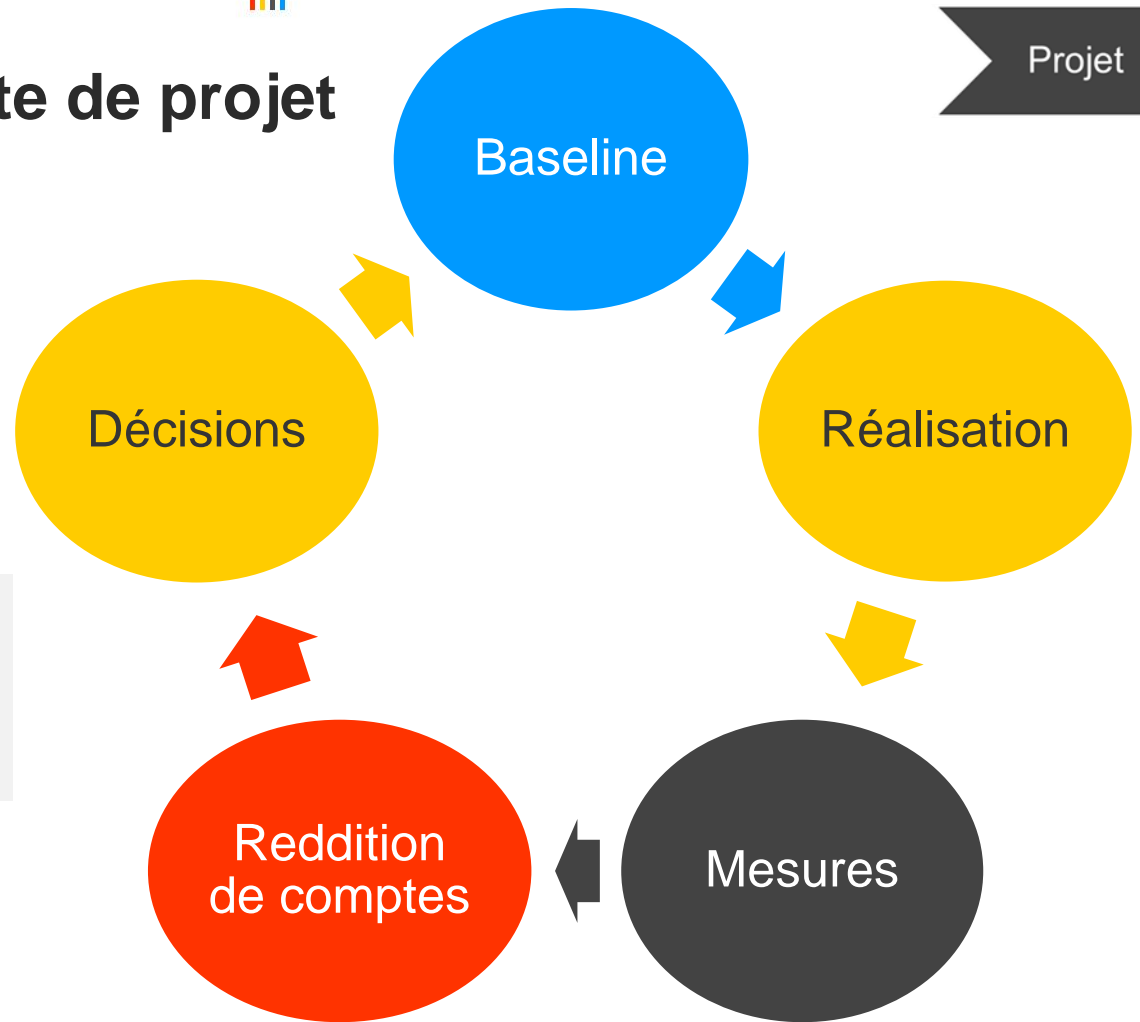 te de projet
Projet
Baseline
Réalisation
Mesures
Reddition
de comptes
Décisions